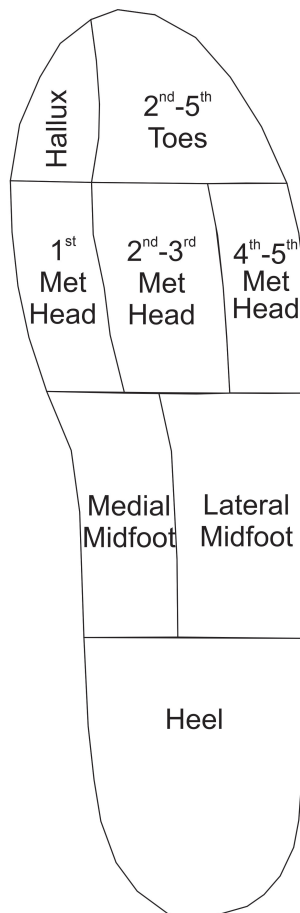 Hallux
2nd-5th
Toes
1st
Met
Head
2nd-3rd
Met
Head
4th-5th
Met
Head
Medial
Midfoot
Lateral
Midfoot
Heel